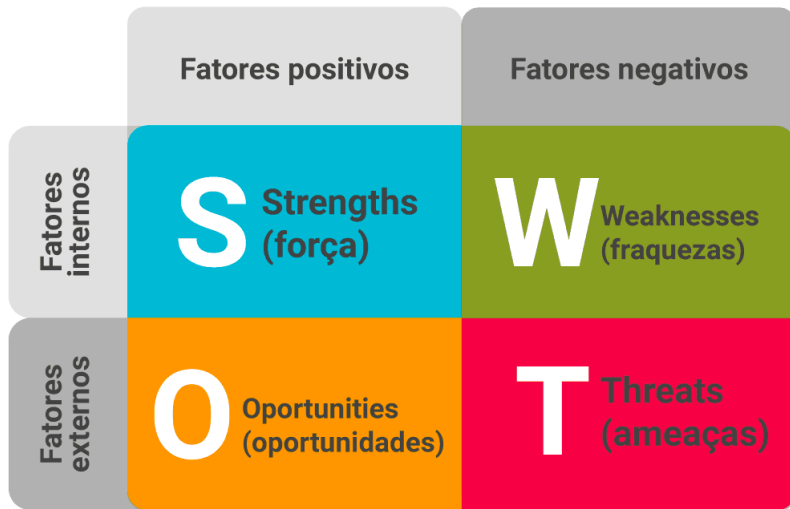 Fatores positivos
Fatores negativos
Fatores
internos
S
Strengths
(força)
W
Weaknesses
(fraquezas)
Fatores
externos
O
Oportunities
(oportunidades)
T
Threats
(ameaças)